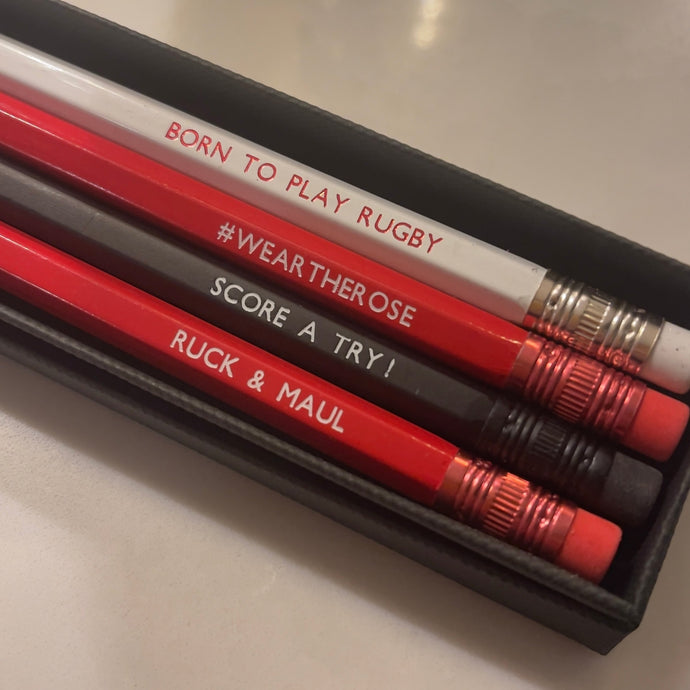 BORN TO PLAY RUGBY
#WEARTHEROSE
SCORE A TRY!
RUCK & MAUL